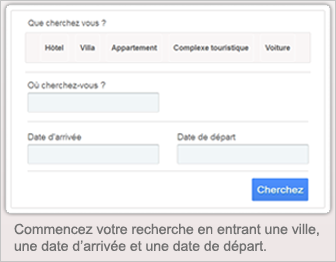 Que cherchez vous ?
Hôtel Villa Appartement Complexe touristique Voiture
Où cherchez-vous ?
Date d'arrivée Date de départ
Cherchez
Commencez votre recherche en entrant une ville,
une date d'arrivée et une date de départ.